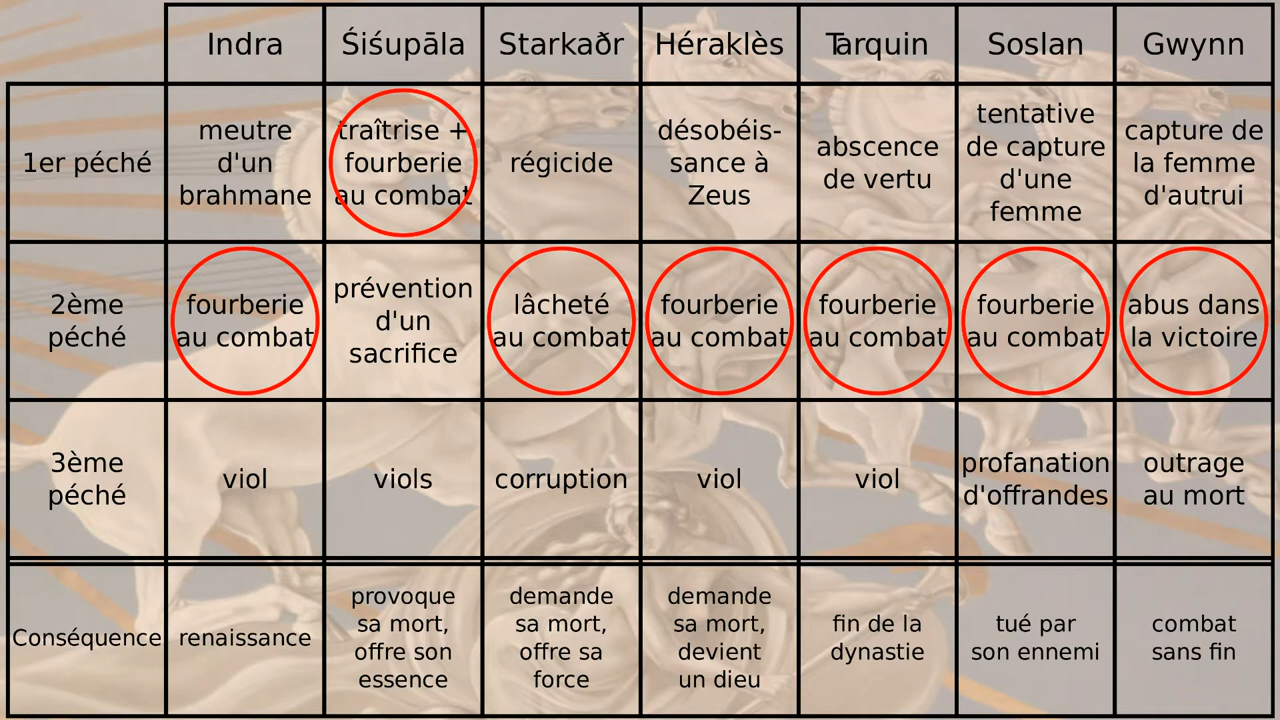 Indra Śiśupāla Starkaðr Héraklès Tarquin Soslan Gwynn
1er péché
meutre
d'un
brahmane
traîtrise +
fourberie
au combat
régicide
désobéis-
sance à
Zeus
abscence
de vertu
tentative
de capture
d'une
femme
capture de
la femme
d'autrui
2ème
péché
fourberie
au combat
prévention
d'un
sacrifice
lâcheté
au combat
fourberie
au combat
fourberie
au combat
fourberie
au combat
abus dans
la victoire
3ème
péché
viol
viols
corruption
viol
viol
profanation
d'offrandes
outrage
au mort
Conséquence
renaissance
provoque
sa mort,
offre son
essence
demande
sa mort,
offre sa
force
demande
sa mort,
devient
un dieu
fin de la
dynastie
tué par
son ennemi
combat
sans fin